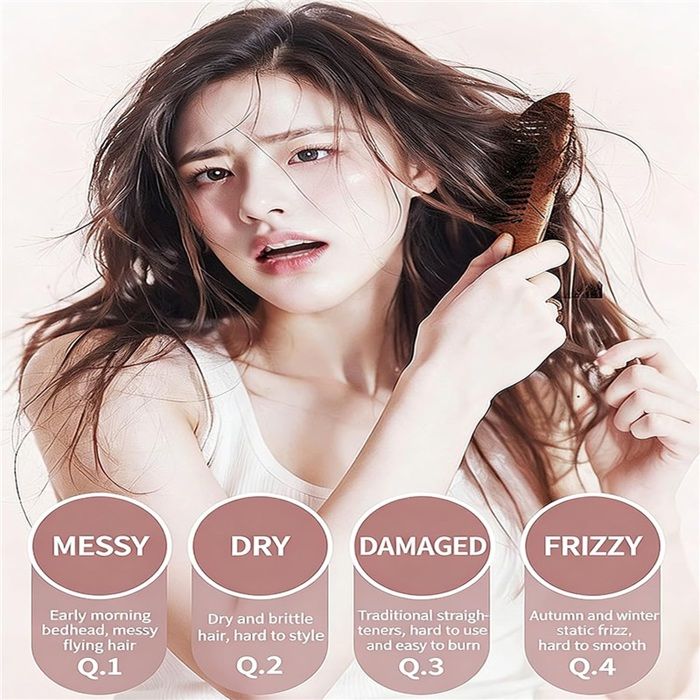 MESSY
Early morning
bedhead, messy
flying hair
Q.1
DRY
Dry and brittle
hair, hard to style
Q.2
DAMAGED
Traditional straigh-
teners, hard to use
and easy to burn
Q.3
FRIZZY
Autumn and winter
static frizz,
hard to smooth
Q.4